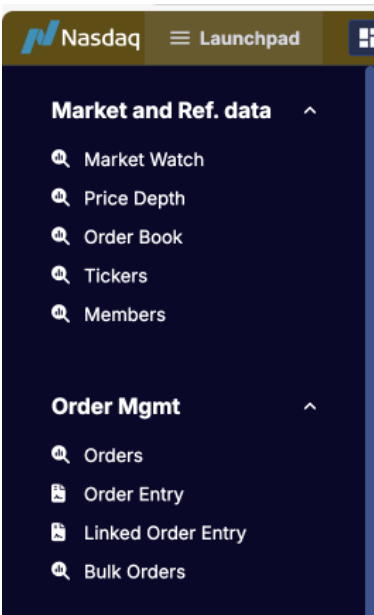 Nasdaq Launchpad
Market and Ref. data
Market Watch
Price Depth
Order Book
Tickers
Members
Order Mgmt
Orders
Order Entry
Linked Order Entry
Bulk Orders